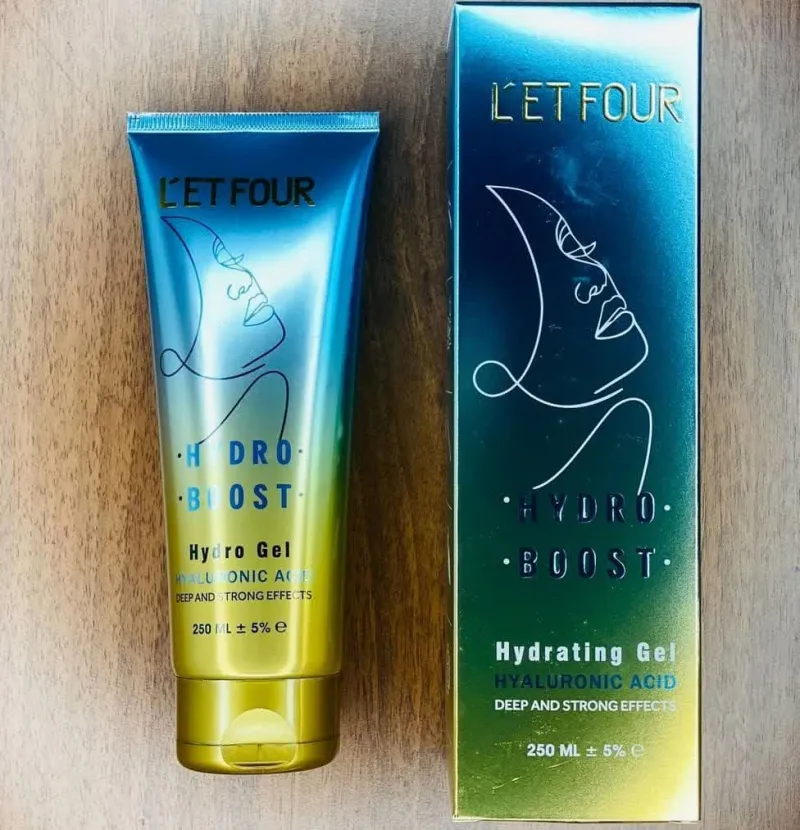 L'ET FOUR
·HYDRO·
·BOOST·
Hydro Gel
HYALURONIC ACID
DEEP AND STRONG EFFECTS
250 ML ± 5% ℮
L'ET FOUR
·HYDRO·
·BOOST·
Hydrating Gel
HYALURONIC ACID
DEEP AND STRONG EFFECTS
250 ML ± 5% ℮